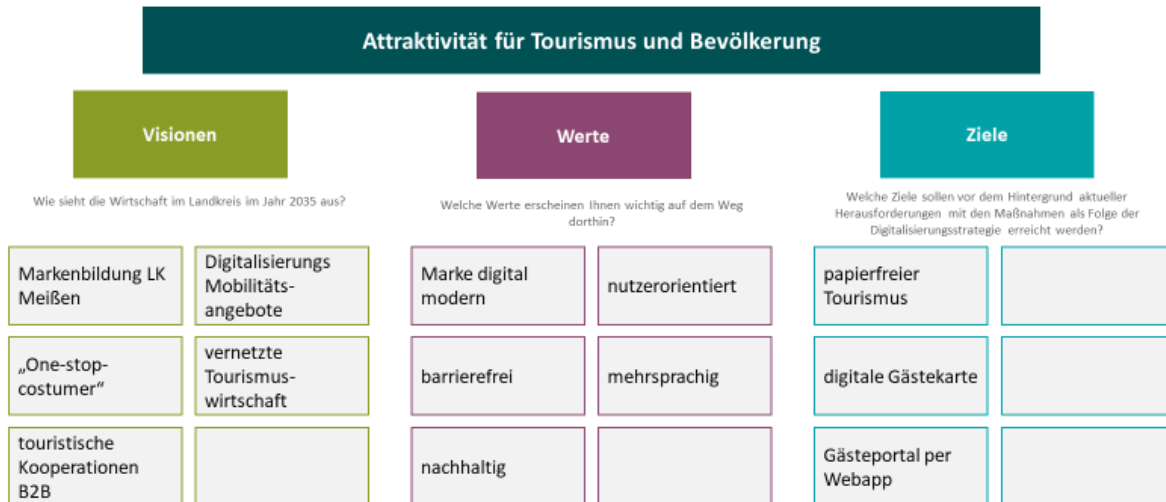 Attraktivität für Tourismus und Bevölkerung
Visionen
Wie sieht die Wirtschaft im Landkreis im Jahr 2035 aus?
Markenbildung LK
Meißen
Digitalisierungs
Mobilitäts-
angebote
„One-stop-
costumer“
vernetzte
Tourismus-
wirtschaft
touristische
Kooperationen
B2B
Werte
Welche Werte erscheinen Ihnen wichtig auf dem Weg
dorthin?
Marke digital
modern
nutzerorientiert
barrierefrei
mehrsprachig
nachhaltig
Ziele
Welche Ziele sollen vor dem Hintergrund aktueller
Herausforderungen mit den Maßnahmen als Folge der
Digitalisierungsstrategie erreicht werden?
papierfreier
Tourismus
digitale Gästekarte
Gästeportal per
Webapp